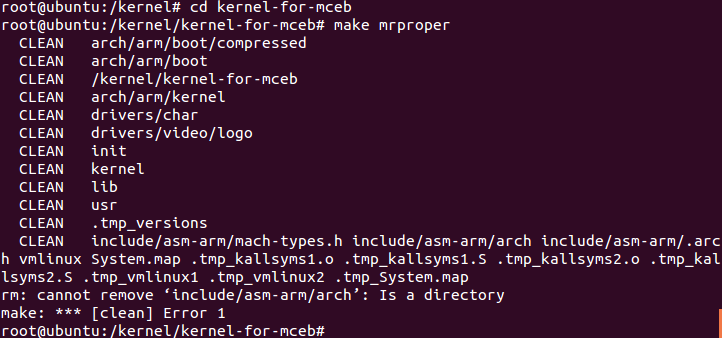 root@ubuntu:/kernel# cd kernel-for-mceb
root@ubuntu:/kernel/kernel-for-mceb# make mrproper
  CLEAN   arch/arm/boot/compressed
  CLEAN   arch/arm/boot
  CLEAN   /kernel/kernel-for-mceb
  CLEAN   arch/arm/kernel
  CLEAN   drivers/char
  CLEAN   drivers/video/logo
  CLEAN   init
  CLEAN   kernel
  CLEAN   lib
  CLEAN   usr
  CLEAN   .tmp_versions
  CLEAN   include/asm-arm/mach-types.h include/asm-arm/arch include/asm-arm/.arc
h vmlinux System.map .tmp_kallsyms1.o .tmp_kallsyms1.S .tmp_kallsyms2.o .tmp_kal
lsyms2.S .tmp_vmlinux1 .tmp_vmlinux2 .tmp_System.map
rm: cannot remove ‘include/asm-arm/arch’: Is a directory
make: *** [clean] Error 1
root@ubuntu:/kernel/kernel-for-mceb#